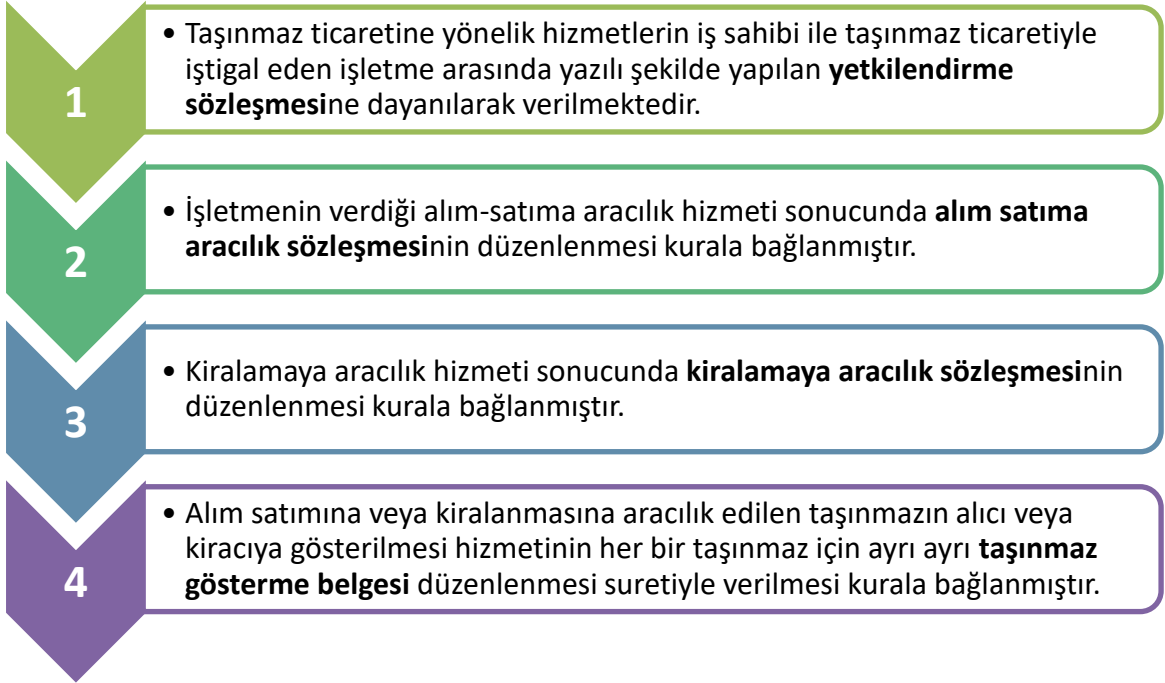 1
• Taşınmaz ticaretine yönelik hizmetlerin iş sahibi ile taşınmaz ticaretiyle
iştigal eden işletme arasında yazılı şekilde yapılan yetkilendirme
sözleşmesine dayanılarak verilmektedir.
2
• İşletmenin verdiği alım-satıma aracılık hizmeti sonucunda alım satıma
aracılık sözleşmesinin düzenlenmesi kurala bağlanmıştır.
3
• Kiralamaya aracılık hizmeti sonucunda kiralamaya aracılık sözleşmesinin
düzenlenmesi kurala bağlanmıştır.
4
• Alım satımına veya kiralanmasına aracılık edilen taşınmazın alıcı veya
kiracıya gösterilmesi hizmetinin her bir taşınmaz için ayrı ayrı taşınmaz
gösterme belgesi düzenlenmesi suretiyle verilmesi kurala bağlanmıştır.